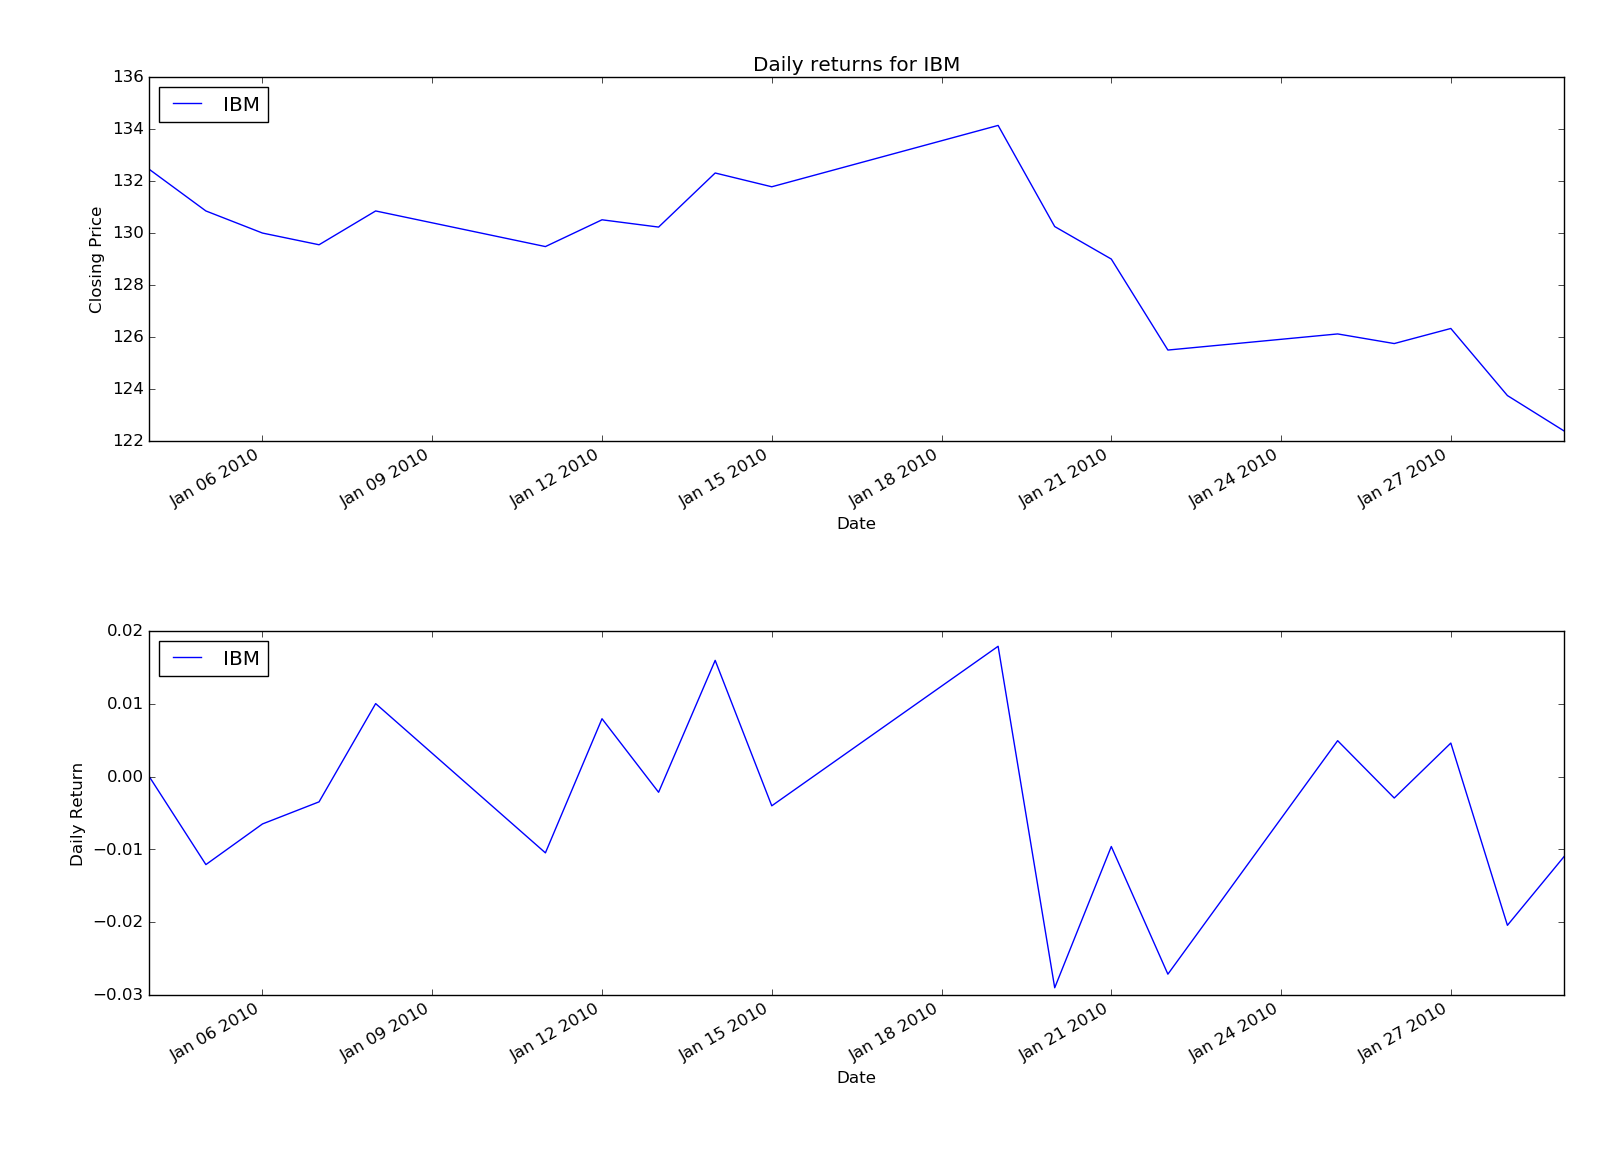 Daily returns for IBM
IBM
136
134
132
130
128
126
124
122
Closing Price
Jan 06 2010
Jan 09 2010
Jan 12 2010
Jan 15 2010
Jan 18 2010
Jan 21 2010
Jan 24 2010
Jan 27 2010
Date
IBM
0.02
0.01
0.00
−0.01
−0.02
−0.03
Daily Return
Jan 06 2010
Jan 09 2010
Jan 12 2010
Jan 15 2010
Jan 18 2010
Jan 21 2010
Jan 24 2010
Jan 27 2010
Date